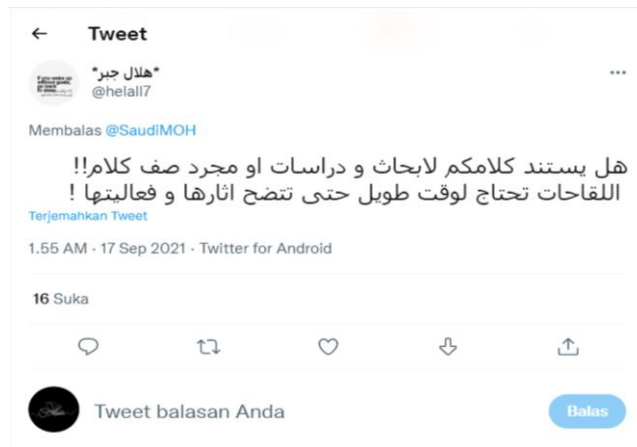 Tweet
*هلال جبر*
@helall7
Membalas @SaudiMOH
هل يستند كلامكم لابحاث و دراسات او مجرد صف كلام!!
اللقاحات تحتاج لوقت طويل حتى تتضح اثارها و فعاليتها !
Terjemahkan Tweet
1.55 AM · 17 Sep 2021 · Twitter for Android
16 Suka
Tweet balasan Anda
Balas